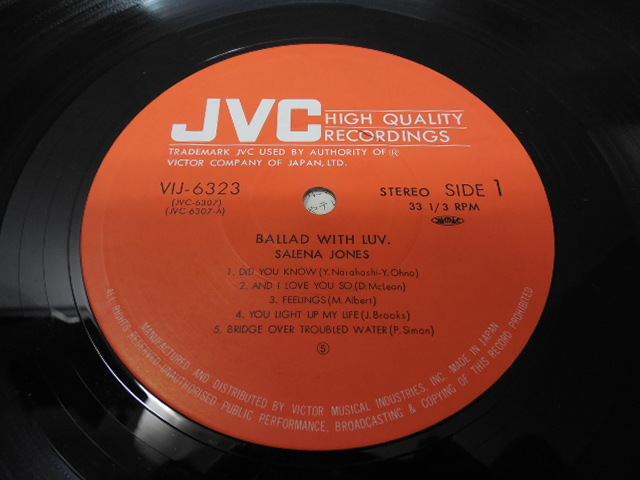 JVC HIGH QUALITY RECORDINGS
TRADEMARK JVC USED BY AUTHORITY OF ®
VICTOR COMPANY OF JAPAN, LTD.
VIJ-6323
(JVC-6307)
(JVC-6307-A)
STEREO SIDE 1
33 1/3 RPM
BALLAD WITH LUV.
SALENA JONES
1. DID YOU KNOW (Y. Narahashi-Y. Ohno)
2. AND I LOVE YOU SO (D. McLean)
3. FEELINGS (M. Albert)
4. YOU LIGHT UP MY LIFE (J. Brooks)
5. BRIDGE OVER TROUBLED WATER (P. Simon)
⑤
MANUFACTURED AND DISTRIBUTED BY VICTOR MUSICAL INDUSTRIES, INC. MADE IN JAPAN
ALL RIGHTS RESERVED-UNAUTHORISED PUBLIC PERFORMANCE, BROADCASTING & COPYING OF THIS RECORD PROHIBITED